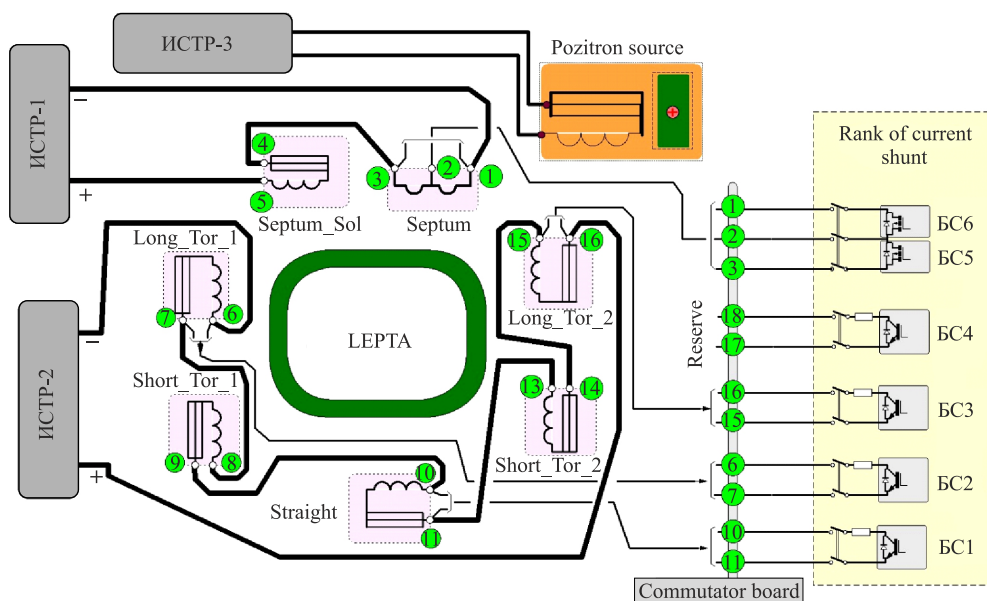 ИСТР-3
Pozitron source
ИСТР-1
–
+
4
5
3
2
1
Septum_Sol
Septum
Rank of current
shunt
1
2
3
БС6
БС5
Long_Tor_1
7
6
15
16
Long_Tor_2
LEPTA
ИСТР-2
–
+
Reserve
18
17
БС4
Short_Tor_1
9
8
13
14
Short_Tor_2
16
15
БС3
10
11
Straight
6
7
БС2
10
11
БС1
Commutator board